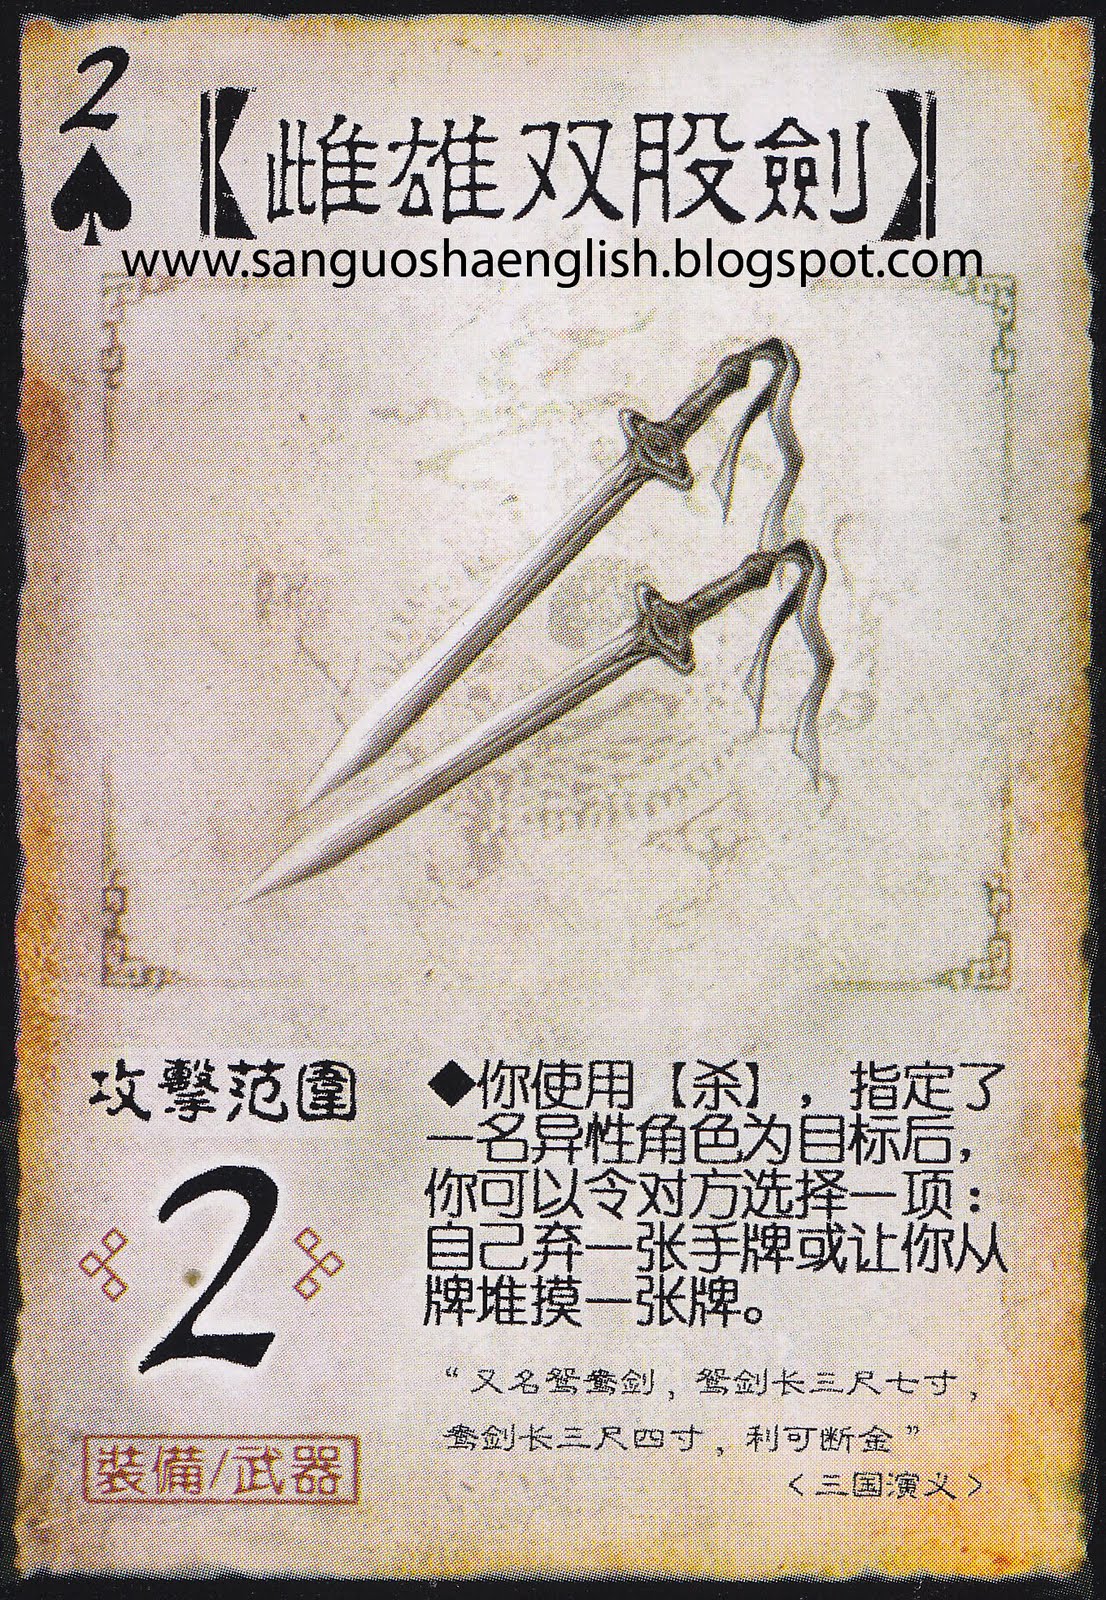 2
【雌雄双股劍】
www.sanguoshaenglish.blogspot.com
攻擊范圍
2
裝備/武器
◆你使用【杀】，指定了
一名异性角色为目标后，
你可以令对方选择一项：
自己弃一张手牌或让你从
牌堆摸一张牌。
“又名鸳鸯剑，鸳剑长三尺七寸，
鸯剑长三尺四寸，利可断金”
〈三国演义〉